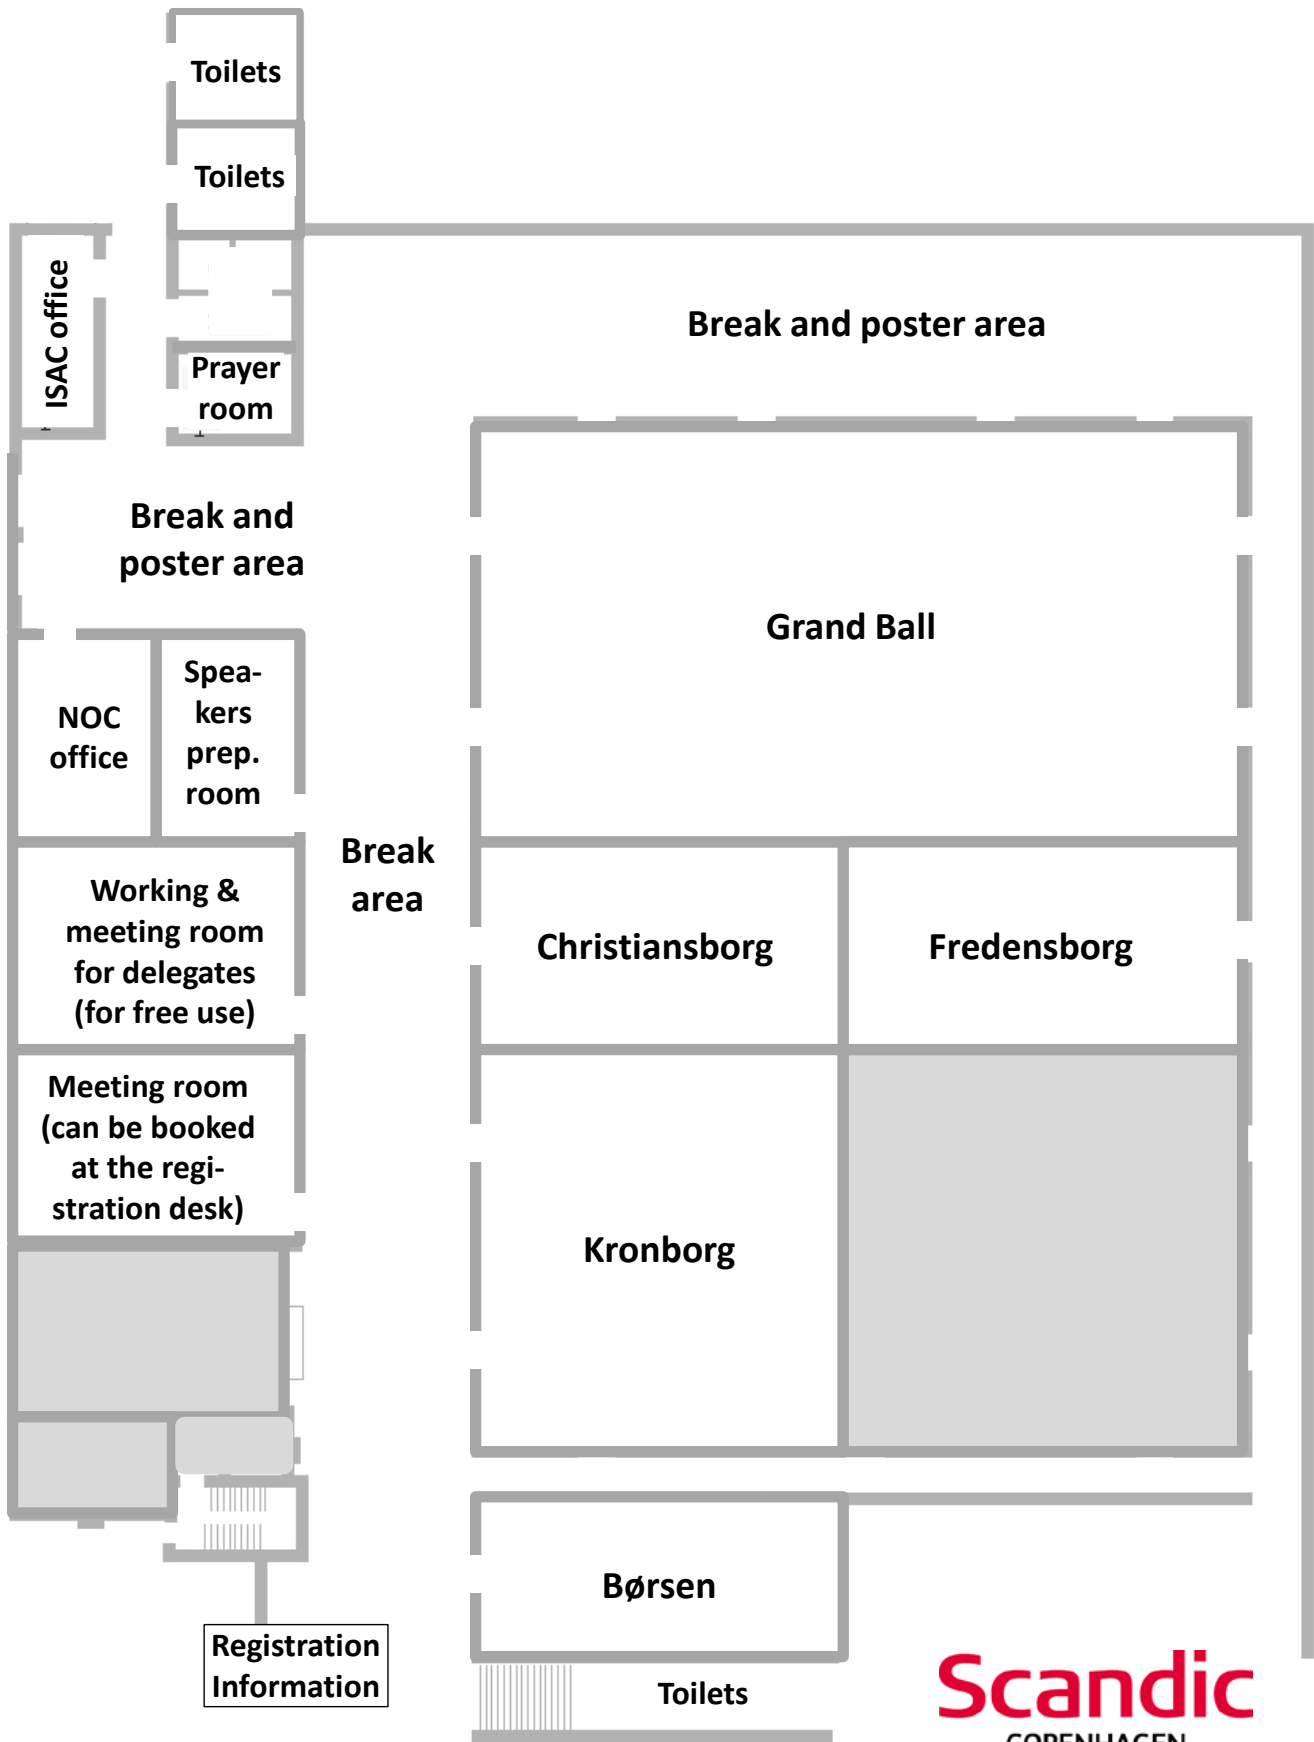 Toilets
Toilets
ISAC office
Prayer
room
Break and poster area
Break and
poster area
Grand Ball
NOC
office
Spea-
kers
prep.
room
Break
area
Working &
meeting room
for delegates
(for free use)
Christiansborg
Fredensborg
Meeting room
(can be booked
at the regi-
stration desk)
Kronborg
Børsen
Registration
Information
Toilets
Scandic
COPENHAGEN